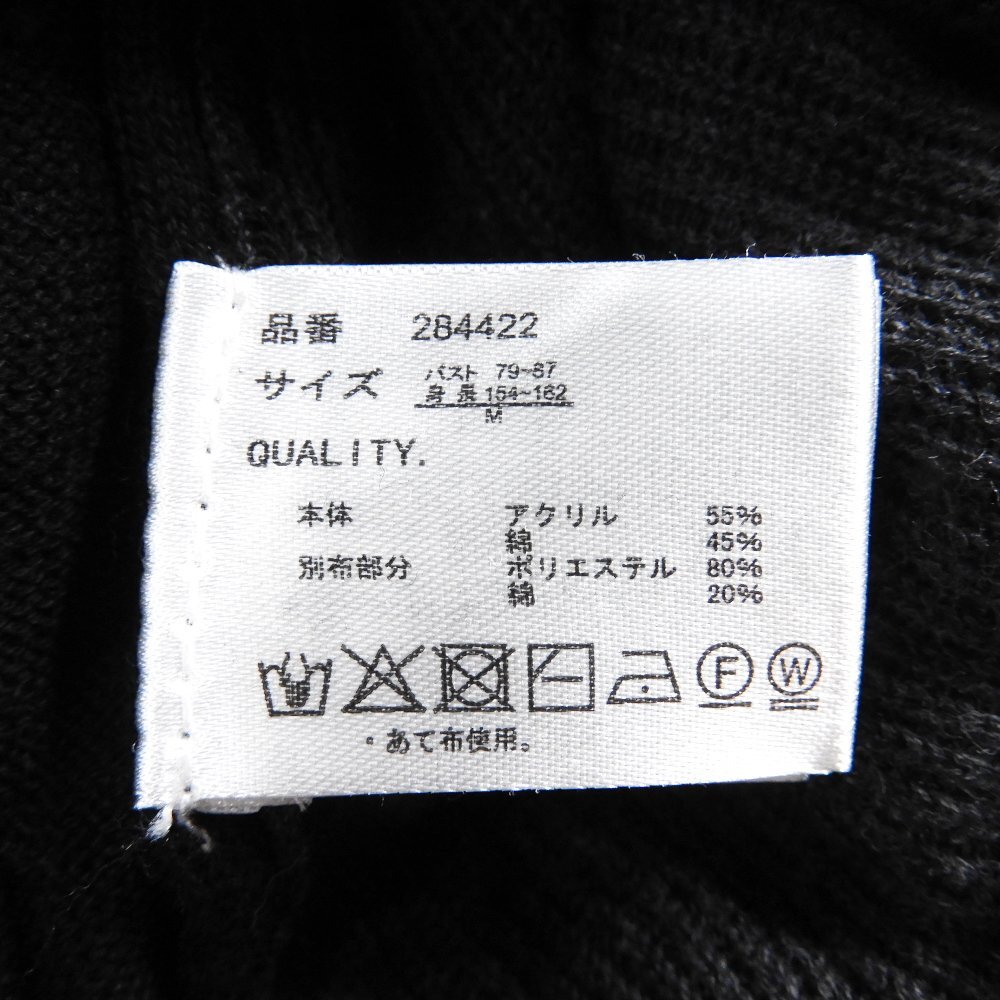 品番 284422
サイズ バスト 79~87
身長 154~162
M
QUALITY.
本体 アクリル 55%
綿 45%
別布部分 ポリエステル 80%
綿 20%
F W
・あて布使用。